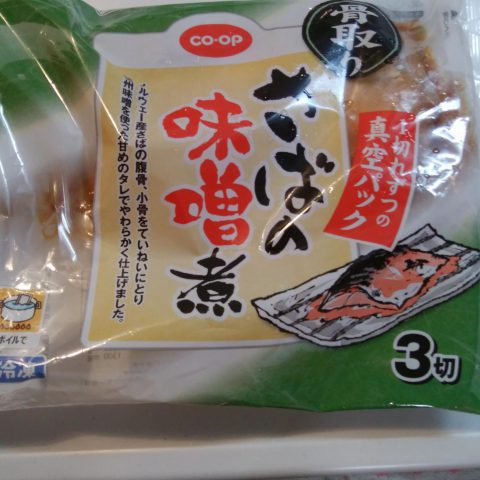 CO·OP
骨取り
さばの
味噌煮
1切れずつの
真空パック
ルウェー産さばの腹骨、小骨をていねいにとり
州味噌を使った甘めのタレでやわらかく仕上げました。
ボイルで
冷凍
3切